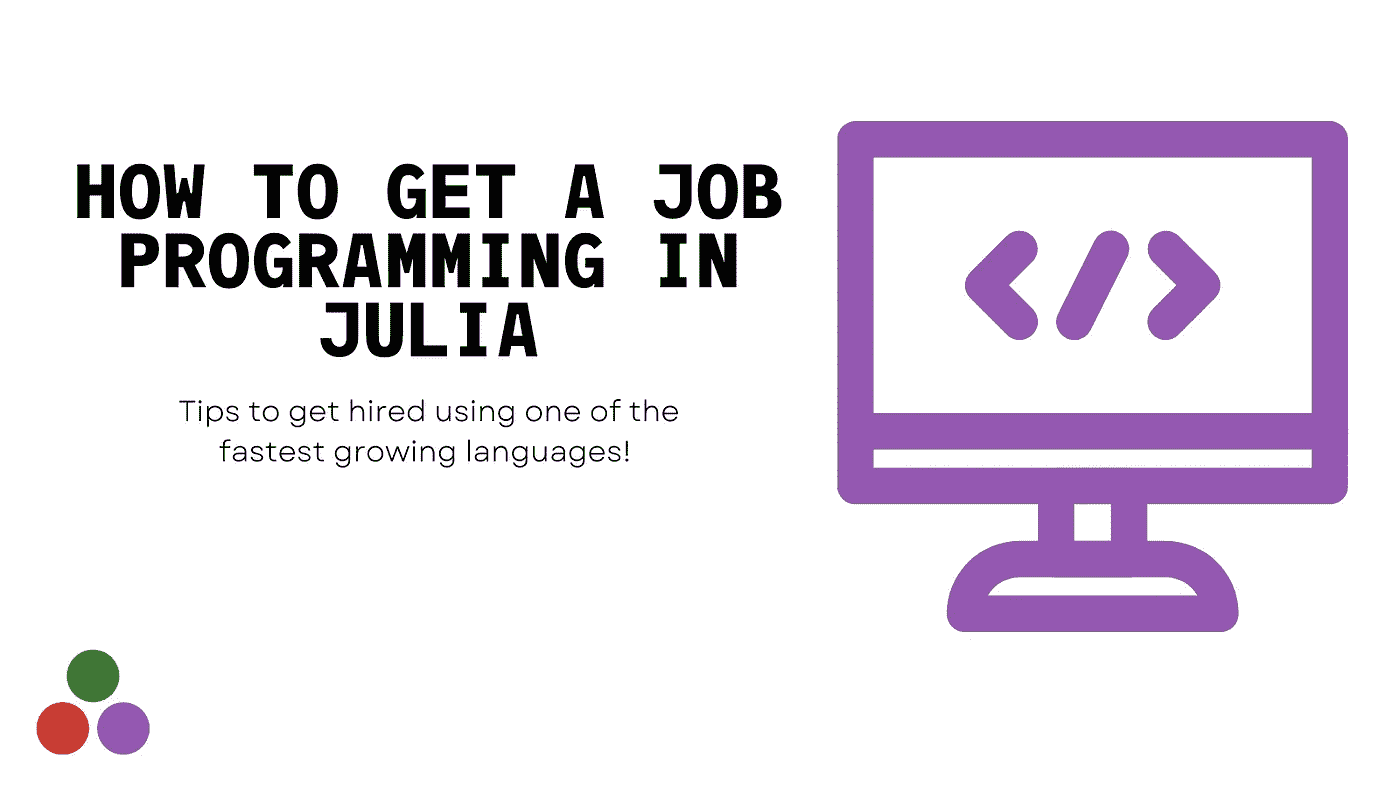 HOW TO GET A JOB
PROGRAMMING IN
JULIA
Tips to get hired using one of the
fastest growing languages!